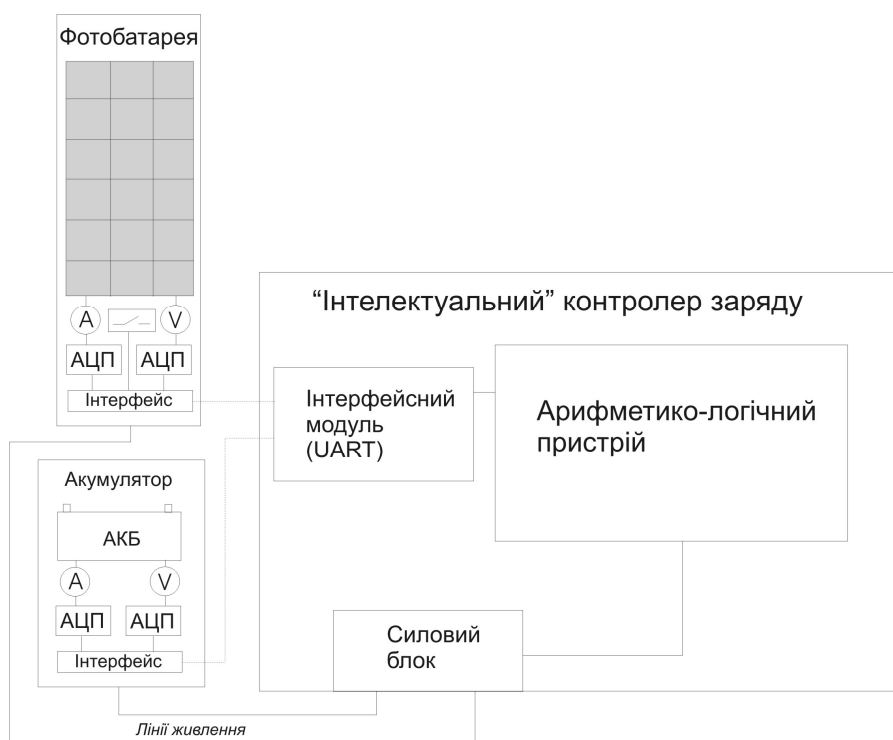 Фотобатарея
A
V
АЦП
АЦП
Інтерфейс
Акумулятор
АКБ
A
V
АЦП
АЦП
Інтерфейс
Лінії живлення
“Інтелектуальний” контролер заряду
Інтерфейсний
модуль
(UART)
Арифметико-логічний
пристрій
Силовий
блок